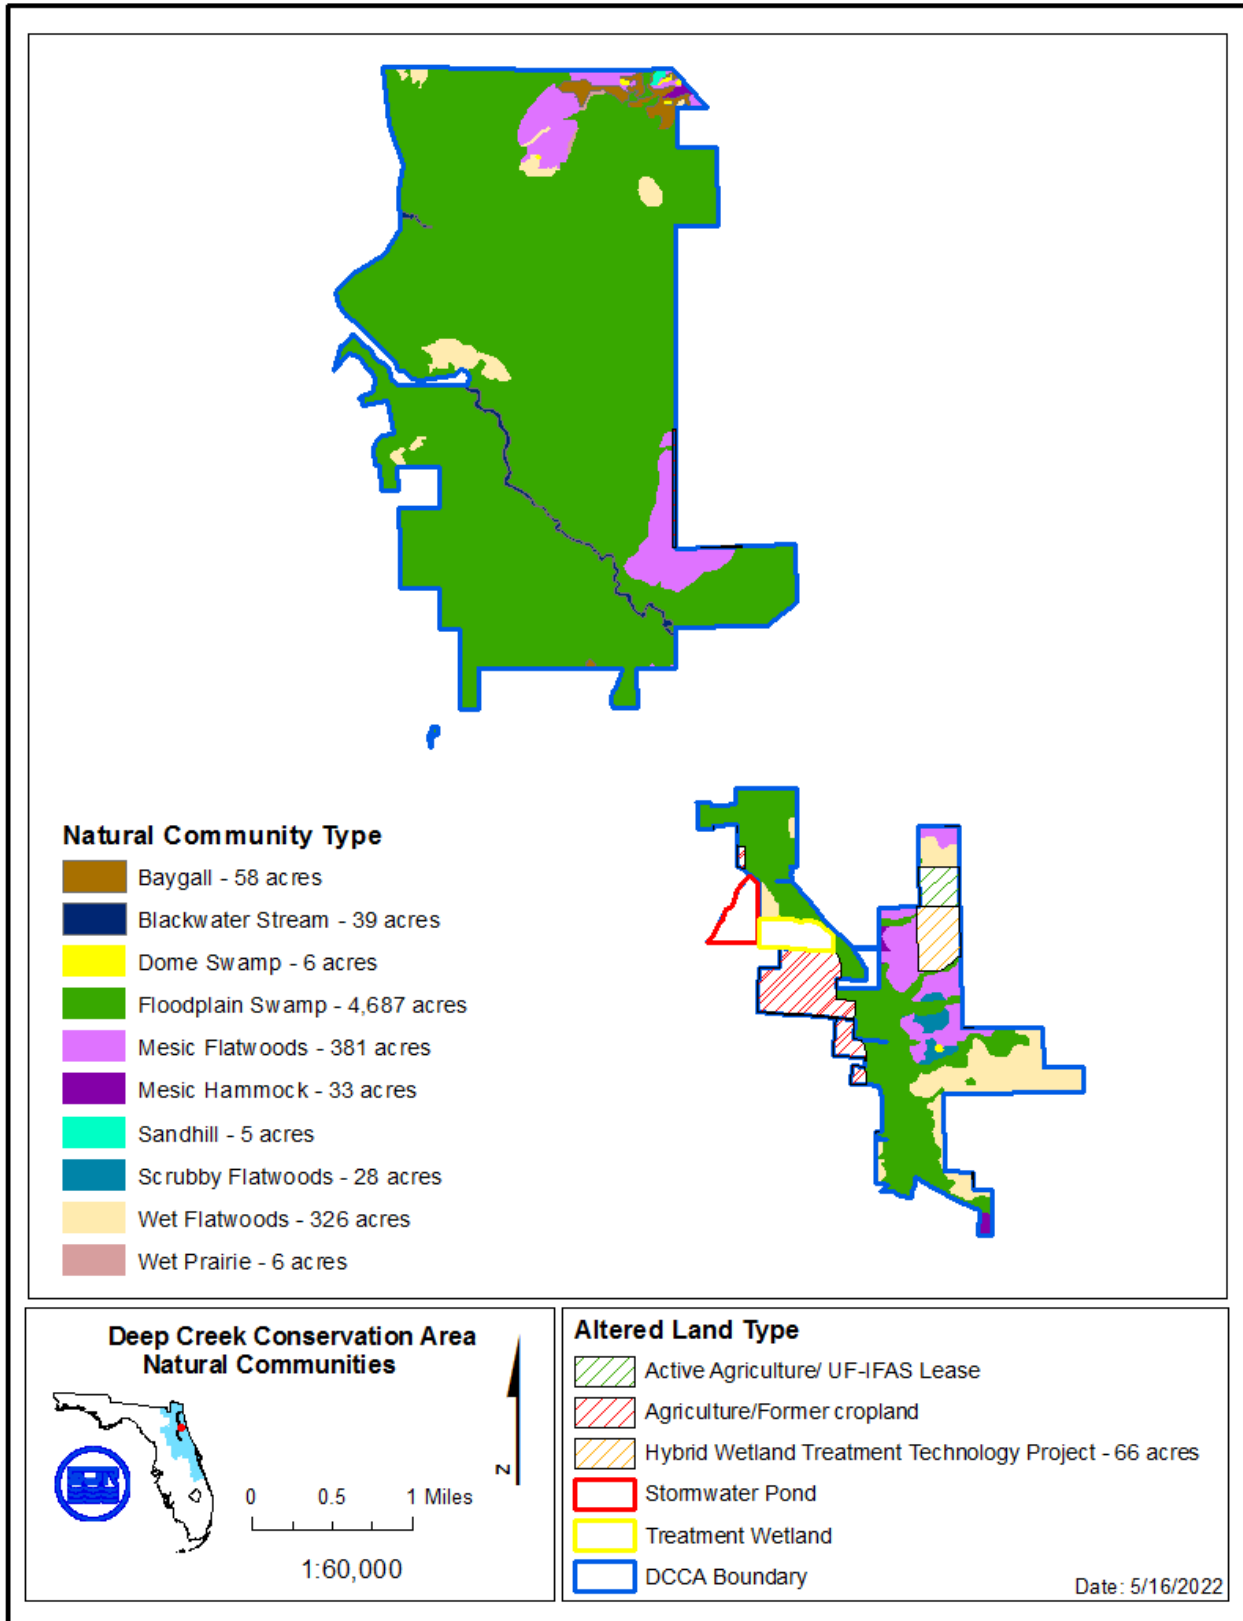 Natural Community Type
Baygall - 58 acres
Blackwater Stream - 39 acres
Dome Swamp - 6 acres
Floodplain Swamp - 4,687 acres
Mesic Flatwoods - 381 acres
Mesic Hammock - 33 acres
Sandhill - 5 acres
Scrubby Flatwoods - 28 acres
Wet Flatwoods - 326 acres
Wet Prairie - 6 acres
Deep Creek Conservation Area
Natural Communities
N
0 0.5 1 Miles
1:60,000
Altered Land Type
Active Agriculture/ UF-IFAS Lease
Agriculture/Former cropland
Hybrid Wetland Treatment Technology Project - 66 acres
Stormwater Pond
Treatment Wetland
DCCA Boundary
Date: 5/16/2022